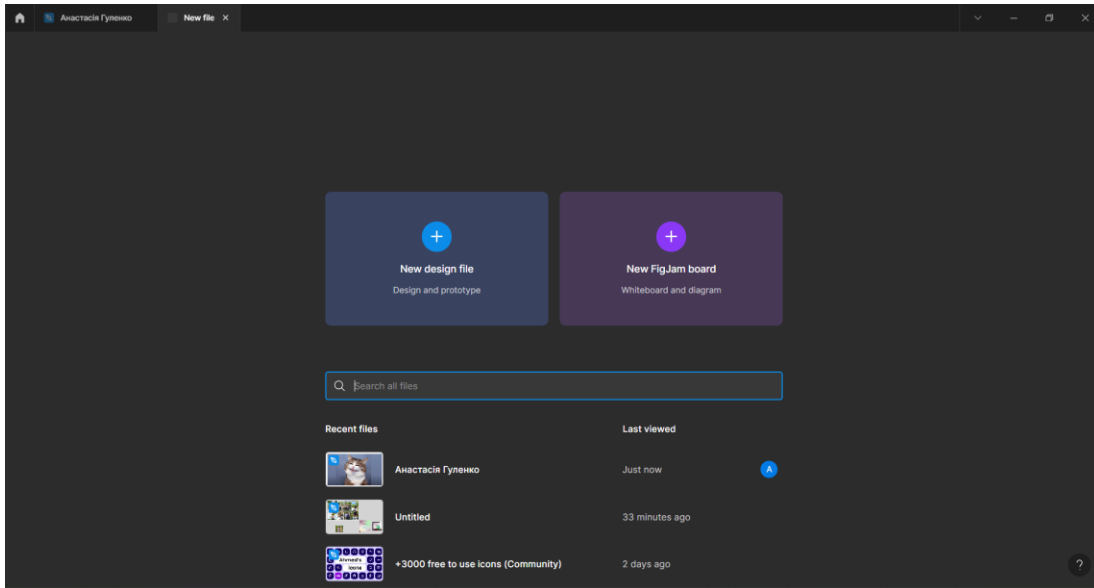 Анастасія Гуленко
New file
New design file
Design and prototype
New FigJam board
Whiteboard and diagram
Search all files
Recent files Last viewed
Анастасія Гуленко Just now A
Untitled 33 minutes ago
Ahmed's
icons
+3000 free to use icons (Community) 2 days ago
?